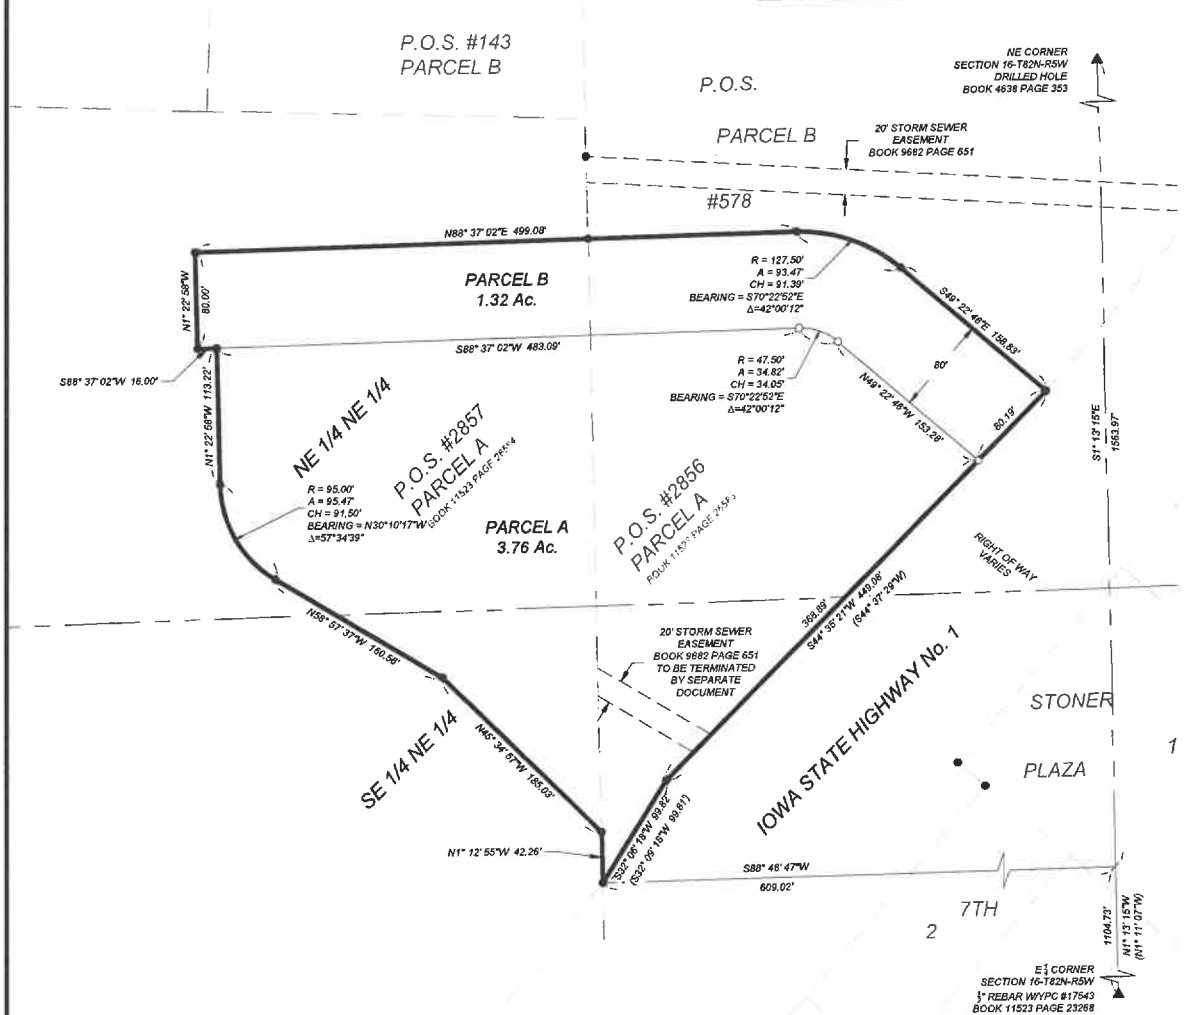 P.O.S. #143
PARCEL B
P.O.S.
PARCEL B
#578
NE CORNER
SECTION 16-T82N-R5W
DRILLED HOLE
BOOK 4638 PAGE 353
20' STORM SEWER
EASEMENT
BOOK 9682 PAGE 651
N88° 37' 02"E 499.08'
N1° 22' 58"W
80.00'
PARCEL B
1.32 Ac.
R = 127.50'
A = 93.47'
CH = 91.39'
BEARING = S70°22'52"E
Δ=42°00'12"
S49° 22' 46"E 158.83'
S88° 37' 02"W 483.09'
S88° 37' 02"W 16.00'
R = 47.50'
A = 34.82'
CH = 34.05'
BEARING = S70°22'52"E
Δ=42°00'12"
N49° 22' 46"W 153.28'
80'
80.19'
S1° 13' 15"E
1563.97'
N1° 22' 58"W 113.22'
NE 1/4 NE 1/4
P.O.S. #2857
PARCEL A
BOOK 11523 PAGE
R = 95.00'
A = 95.47'
CH = 91.50'
BEARING = N30°10'17"W
Δ=57°34'39"
PARCEL A
3.76 Ac.
P.O.S. #2856
PARCEL A
PAGE
RIGHT OF WAY
VARIES
N58° 57' 37"W 160.56'
368.89'
S44° 35' 21"W 449.08'
(S44° 37' 29"W)
20' STORM SEWER
EASEMENT
BOOK 9682 PAGE 651
TO BE TERMINATED
BY SEPARATE
DOCUMENT
SE 1/4 NE 1/4
N45° 34' 57"W 185.03'
IOWA STATE HIGHWAY No. 1
STONER
PLAZA
1
N1° 12' 55"W 42.26'
S32° 06' 18"W 99.82'
(S32° 09' 18"W 99.81')
S88° 46' 47"W
609.02'
7TH
2
1104.73'
N1° 13' 15"W
(N1° 11' 07"W)
E 1/4 CORNER
SECTION 16-T82N-R5W
REBAR W/YPC #17543
BOOK 11523 PAGE 23268